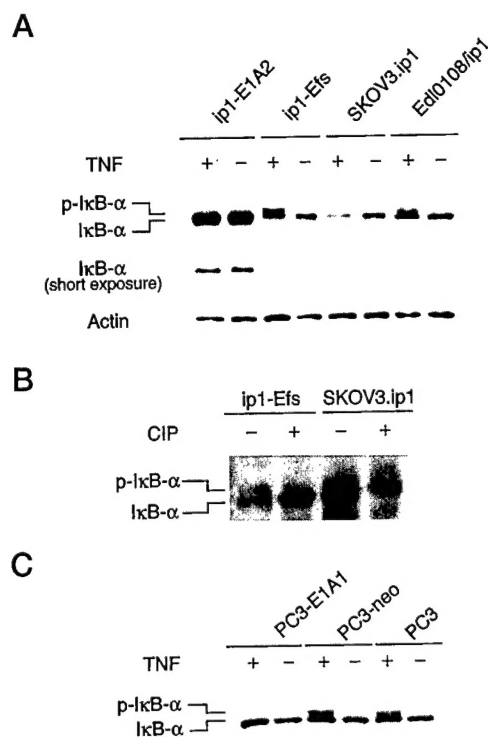 A
ip1-E1A2 ip1-Efs SKOV3.ip1 Edl0108/ip1
TNF + − + − + − + −
p-IκB-α
IκB-α
IκB-α
(short exposure)
Actin
B
ip1-Efs SKOV3.ip1
CIP − + − +
p-IκB-α
IκB-α
C
PC3-E1A1 PC3-neo PC3
TNF + − + − + −
p-IκB-α
IκB-α